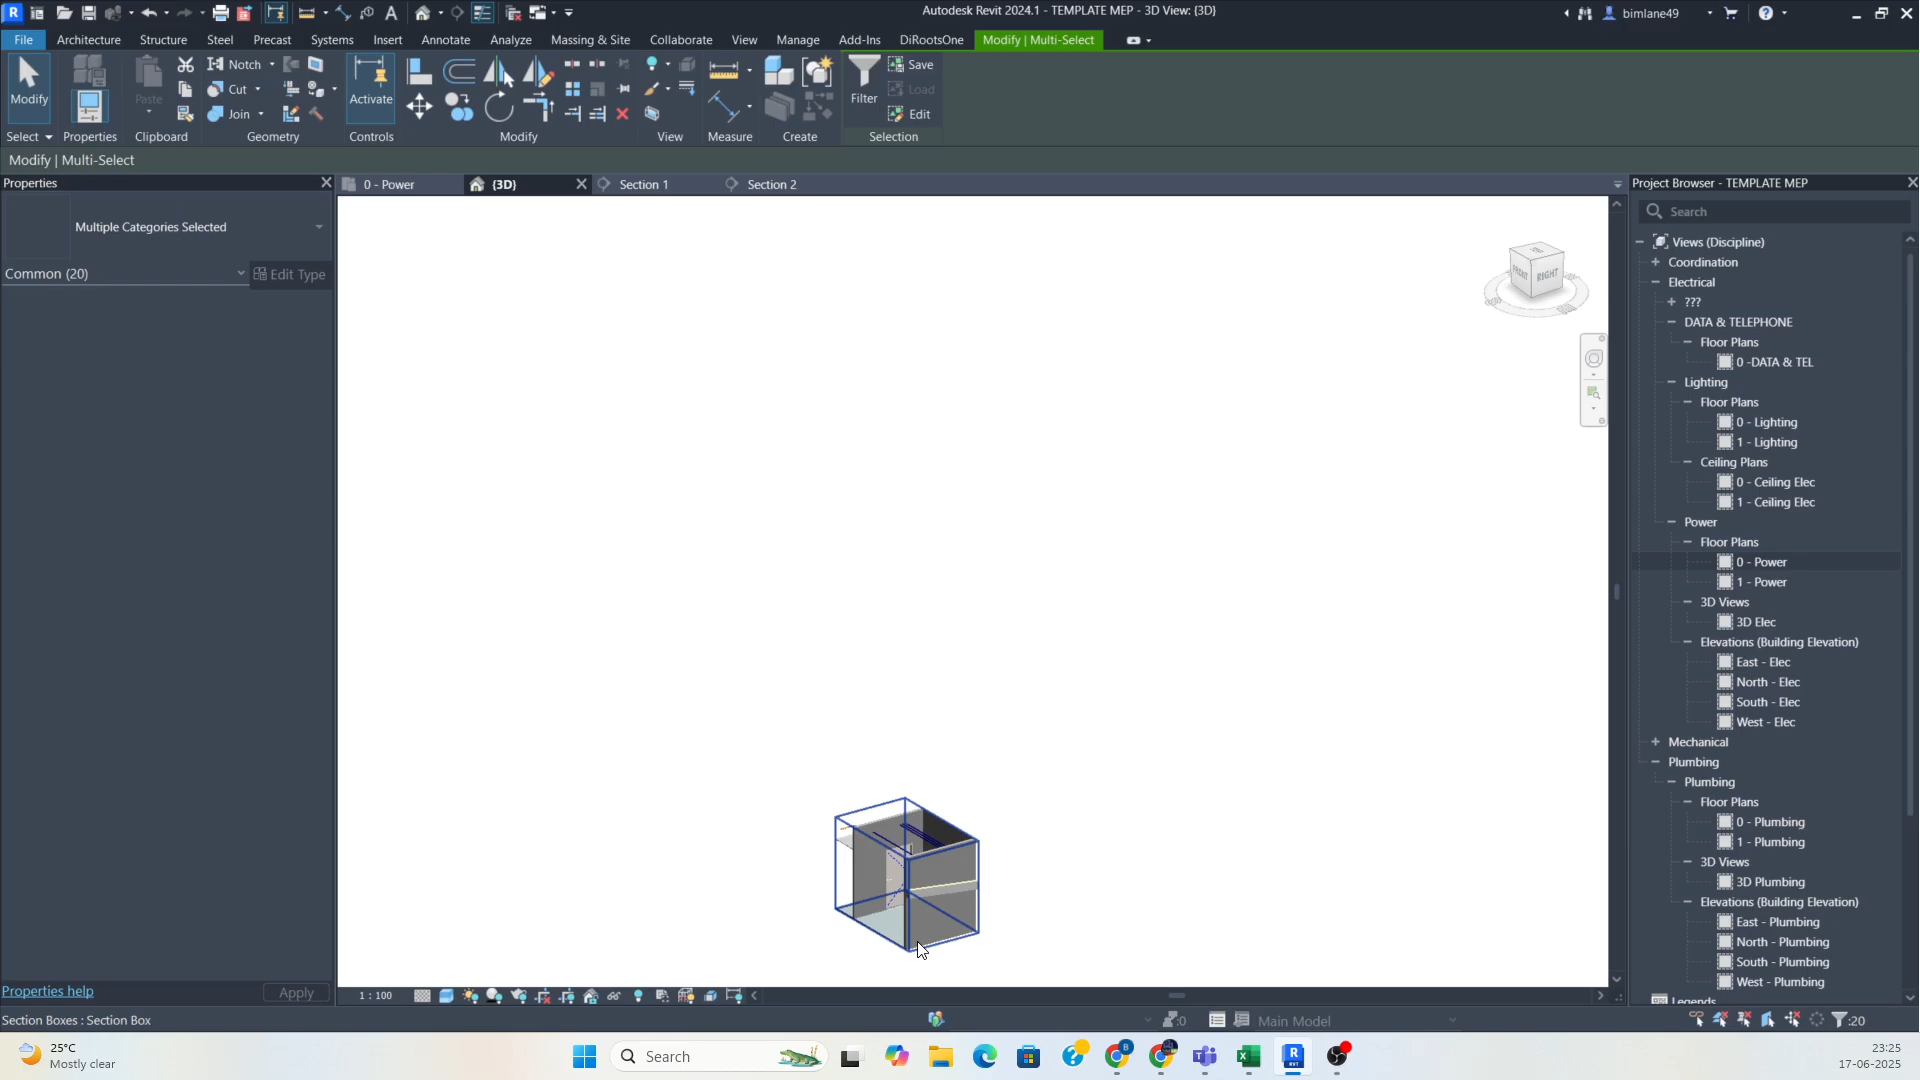 Autodesk Revit 2024.1 - TEMPLATE MEP - 3D View: {3D}
bimlane49
File Architecture Structure Steel Precast Systems Insert Annotate Analyze Massing & Site Collaborate View Manage Add-Ins DiRootsOne Modify | Multi-Select
Modify
Paste
Notch
Cut
Join
Activate
Filter
Save
Load
Edit
Select Properties Clipboard Geometry Controls Modify View Measure Create Selection
Modify | Multi-Select
Properties
0 - Power
{3D}
Section 1
Section 2
Project Browser - TEMPLATE MEP
Multiple Categories Selected
Common (20)
Edit Type
Search
Views (Discipline)
Coordination
Electrical
???
DATA & TELEPHONE
Floor Plans
0 -DATA & TEL
Lighting
Floor Plans
0 - Lighting
1 - Lighting
Ceiling Plans
0 - Ceiling Elec
1 - Ceiling Elec
Power
Floor Plans
0 - Power
1 - Power
3D Views
3D Elec
Elevations (Building Elevation)
East - Elec
North - Elec
South - Elec
West - Elec
Mechanical
Plumbing
Plumbing
Floor Plans
0 - Plumbing
1 - Plumbing
3D Views
3D Plumbing
Elevations (Building Elevation)
East - Plumbing
North - Plumbing
South - Plumbing
West - Plumbing
Legends
FRONT
RIGHT
Properties help
Apply
1 : 100
Section Boxes : Section Box
:0
Main Model
:20
25°C
Mostly clear
Search
23:25
17-06-2025